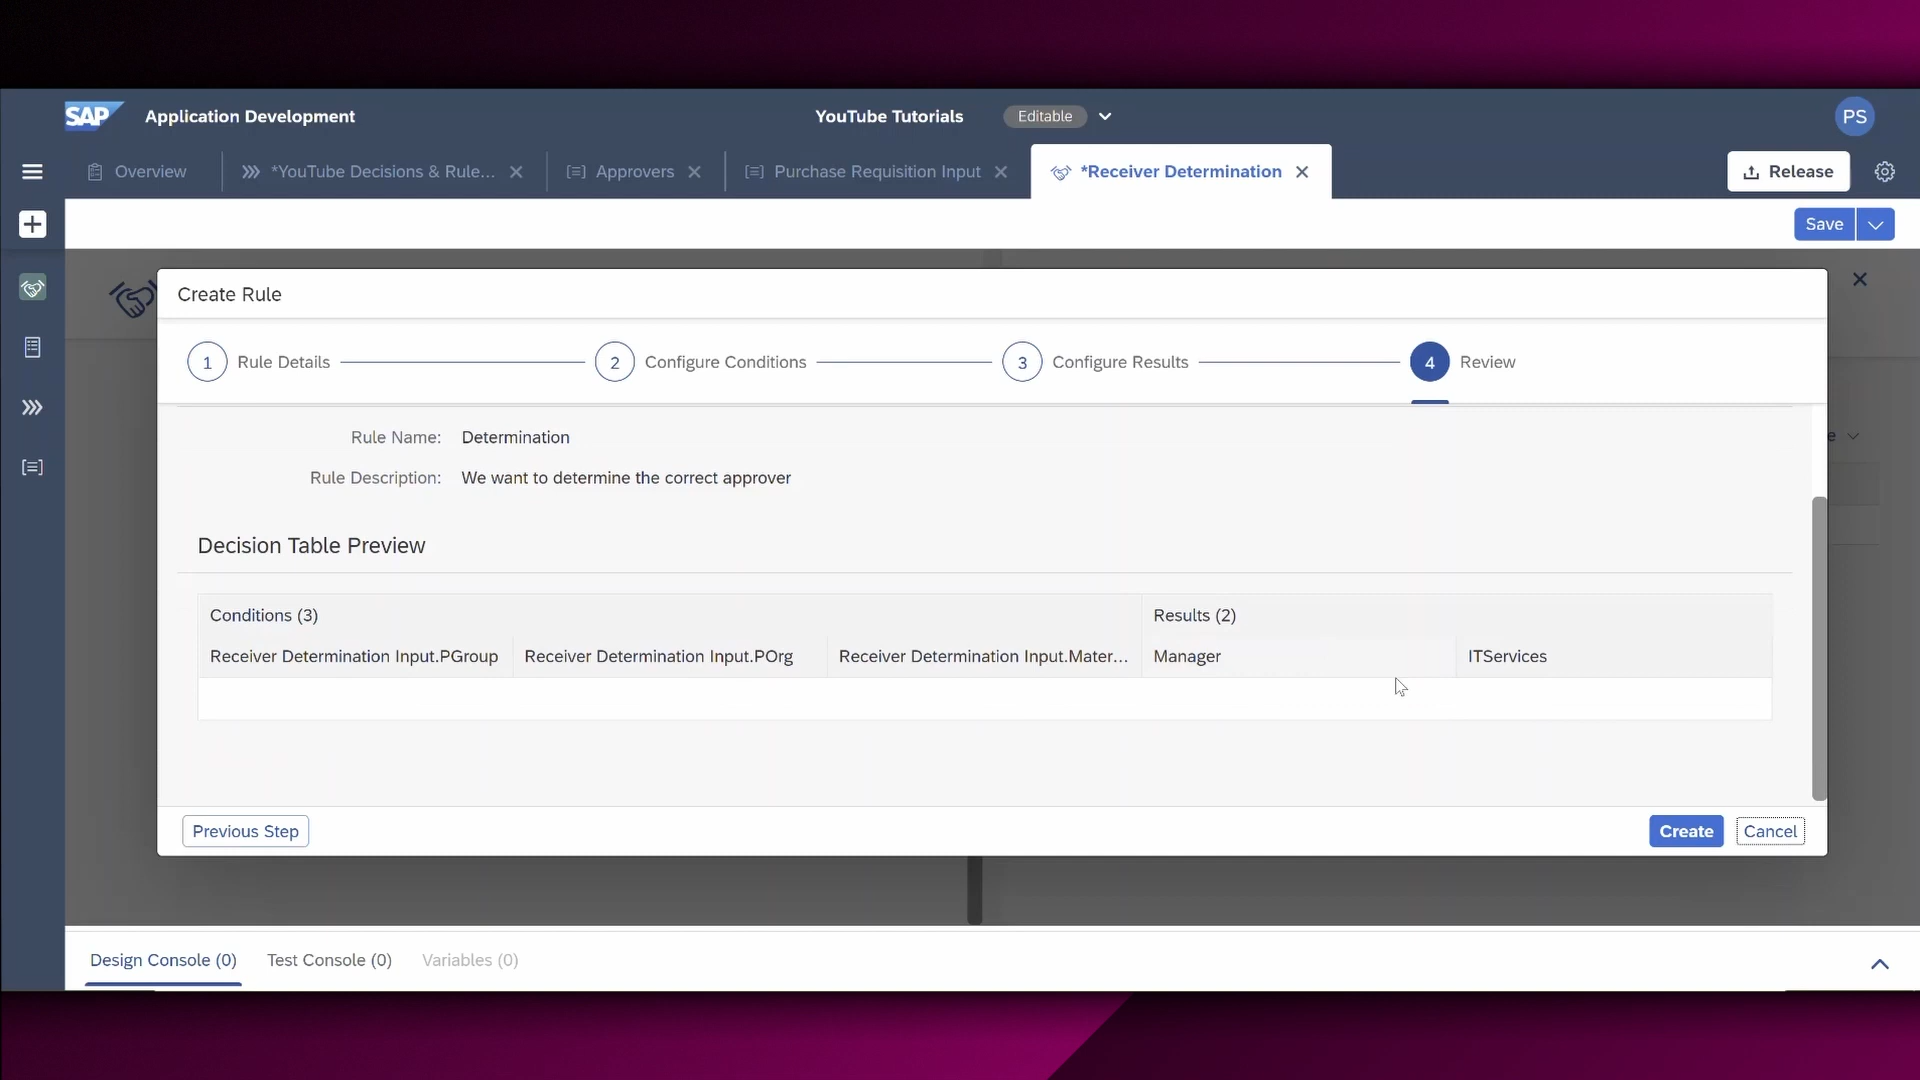 SAP Application Development YouTube Tutorials Editable PS
Overview *YouTube Decisions & Rule... Approvers Purchase Requisition Input *Receiver Determination Release
Save
Create Rule
1 Rule Details 2 Configure Conditions 3 Configure Results 4 Review
Rule Name: Determination
Rule Description: We want to determine the correct approver
Decision Table Preview
Conditions (3) Results (2)
Receiver Determination Input.PGroup Receiver Determination Input.POrg Receiver Determination Input.Mater... Manager ITServices
Previous Step Create Cancel
Design Console (0) Test Console (0) Variables (0)